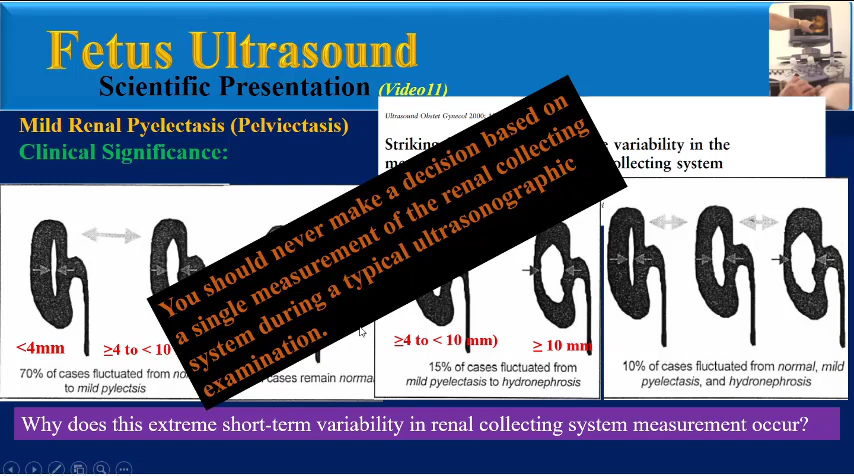 Fetus Ultrasound
Scientific Presentation (Video11)
Mild Renal Pyelectasis (Pelviectasis)
Clinical Significance:
Ultrasound Obstet Gynecol 2000;
variability in the
collecting system
You should never make a decision based on
a single measurement of the renal collecting
system during a typical ultrasonographic
examination.
<4mm
≥4 to < 10
≥4 to < 10 mm)
≥ 10 mm
70% of cases fluctuated from
to mild pylectsis
cases remain normal
15% of cases fluctuated from
mild pyelectasis to hydronephrosis
10% of cases fluctuated from normal, mild
pyelectasis, and hydronephrosis
Why does this extreme short-term variability in renal collecting system measurement occur?